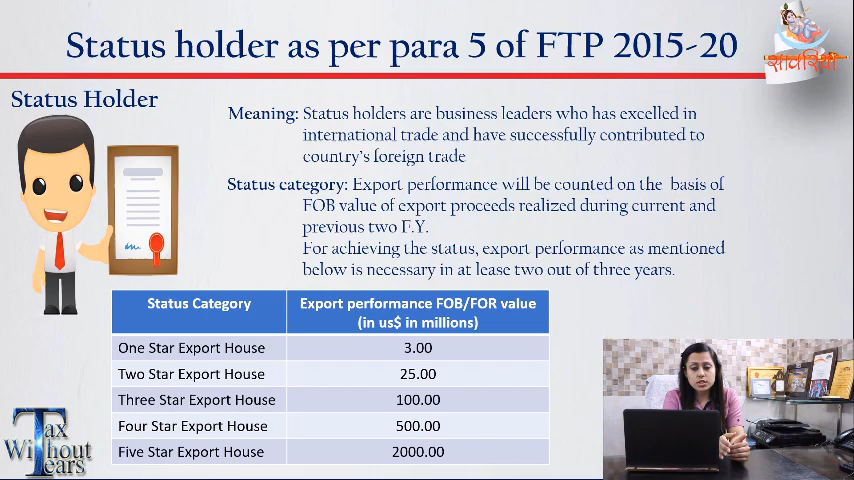 Status holder as per para 5 of FTP 2015-20
सावरिया
Status Holder
Meaning: Status holders are business leaders who has excelled in
international trade and have successfully contributed to
country's foreign trade
Status category: Export performance will be counted on the basis of
FOB value of export proceeds realized during current and
previous two F.Y.
For achieving the status, export performance as mentioned
below is necessary in at lease two out of three years.
Status Category Export performance FOB/FOR value
(in us$ in millions)
One Star Export House 3.00
Two Star Export House 25.00
Three Star Export House 100.00
Four Star Export House 500.00
Five Star Export House 2000.00
Tax
Without
Tears